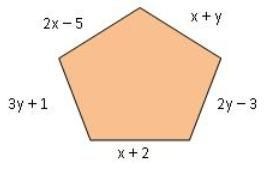 2x – 5
x + y
3y + 1
2y – 3
x + 2